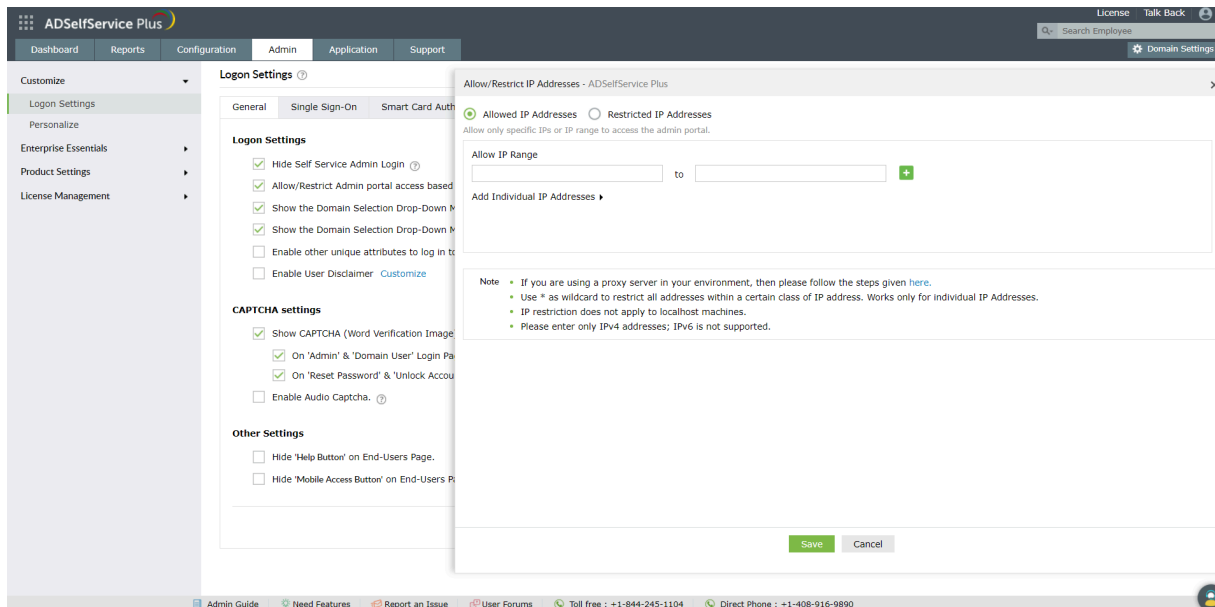 License Talk Back
ADSelfService Plus
Search Employee
Dashboard Reports Configuration Admin Application Support
Domain Settings
Customize
Logon Settings
Personalize
Enterprise Essentials
Product Settings
License Management
Logon Settings ?
General Single Sign-On Smart Card Auth
Logon Settings
Hide Self Service Admin Login ?
Allow/Restrict Admin portal access based
Show the Domain Selection Drop-Down M
Show the Domain Selection Drop-Down M
Enable other unique attributes to log in to
Enable User Disclaimer Customize
CAPTCHA settings
Show CAPTCHA (Word Verification Image
On 'Admin' & 'Domain User' Login Pa
On 'Reset Password' & 'Unlock Accou
Enable Audio Captcha. ?
Other Settings
Hide 'Help Button' on End-Users Page.
Hide 'Mobile Access Button' on End-Users Pa
Allow/Restrict IP Addresses - ADSelfService Plus
Allowed IP Addresses Restricted IP Addresses
Allow only specific IPs or IP range to access the admin portal.
Allow IP Range
to
Add Individual IP Addresses
Note • If you are using a proxy server in your environment, then please follow the steps given here.
• Use * as wildcard to restrict all addresses within a certain class of IP address. Works only for individual IP Addresses.
• IP restriction does not apply to localhost machines.
• Please enter only IPv4 addresses; IPv6 is not supported.
Save Cancel
Admin Guide Need Features Report an Issue User Forums Toll free : +1-844-245-1104 Direct Phone : +1-408-916-9890